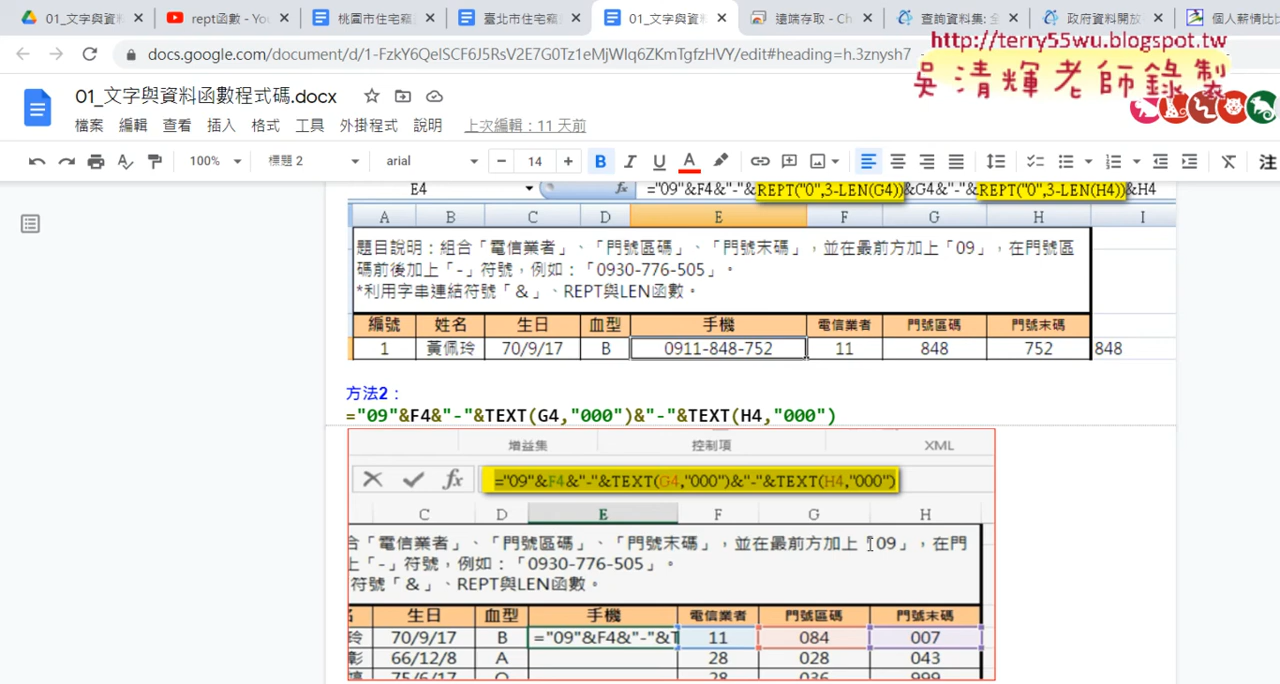 01_文字與資料
rept函數 - You
桃園市住宅竊
臺北市住宅竊
01_文字與資料
遠端存取 - Ch
查詢資料集: 全
政府資料開放
個人薪情比
docs.google.com/document/d/1-FzkY6QelSCF6J5RsV2E7G0Tz1eMjWlq6ZKmTgfzHVY/edit#heading=h.3znysh7
http://terry55wu.blogspot.tw
吳清輝老師錄製
01_文字與資料函數程式碼.docx
檔案 編輯 查看 插入 格式 工具 外掛程式 說明 上次編輯:11 天前
100% 標題 2 arial 14 B I U A 注
E4 fx ="09"&F4&"-"&REPT("0",3-LEN(G4))&G4&"-"&REPT("0",3-LEN(H4))&H4
A B C D E F G H I
題目說明:組合「電信業者」、「門號區碼」、「門號末碼」,並在最前方加上「09」,在門號區
碼前後加上「-」符號,例如:「0930-776-505」。
*利用字串連結符號「&」、REPT與LEN函數。
編號 姓名 生日 血型 手機 電信業者 門號區碼 門號末碼
1 黃佩玲 70/9/17 B 0911-848-752 11 848 752 848
方法2:
="09"&F4&"-"&TEXT(G4,"000")&"-"&TEXT(H4,"000")
增益集 控制項 XML
fx ="09"&F4&"-"&TEXT(G4,"000")&"-"&TEXT(H4,"000")
C D E F G H
合「電信業者」、「門號區碼」、「門號末碼」,並在最前方加上「09」,在門
上「-」符號,例如:「0930-776-505」。
符號「&」、REPT與LEN函數。
名 生日 血型 手機 電信業者 門號區碼 門號末碼
玲 70/9/17 B ="09"&F4&"-"&T 11 084 007
彰 66/12/8 A 28 028 043
75/6/17 O 28 036 999